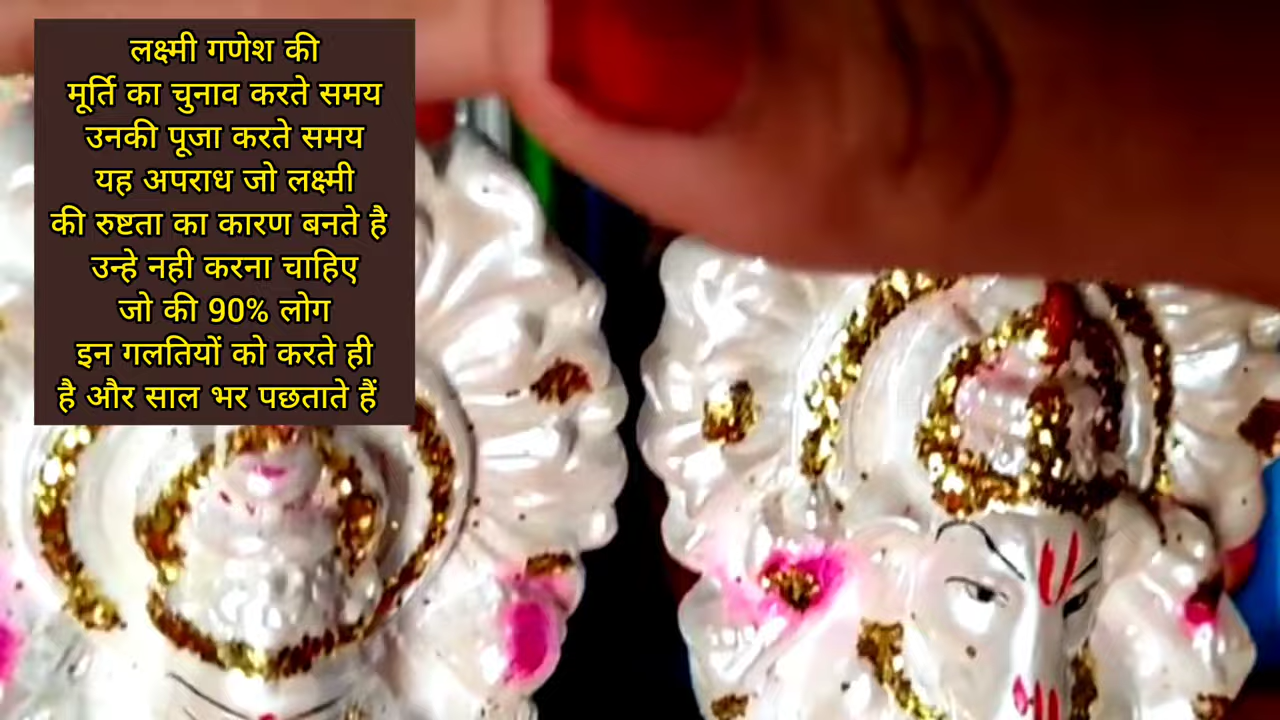 लक्ष्मी गणेश की
मूर्ति का चुनाव करते समय
उनकी पूजा करते समय
यह अपराध जो लक्ष्मी
की रुष्टता का कारण बनते है
उन्हे नही करना चाहिए
जो की 90% लोग
इन गलतियों को करते ही
है और साल भर पछताते हैं